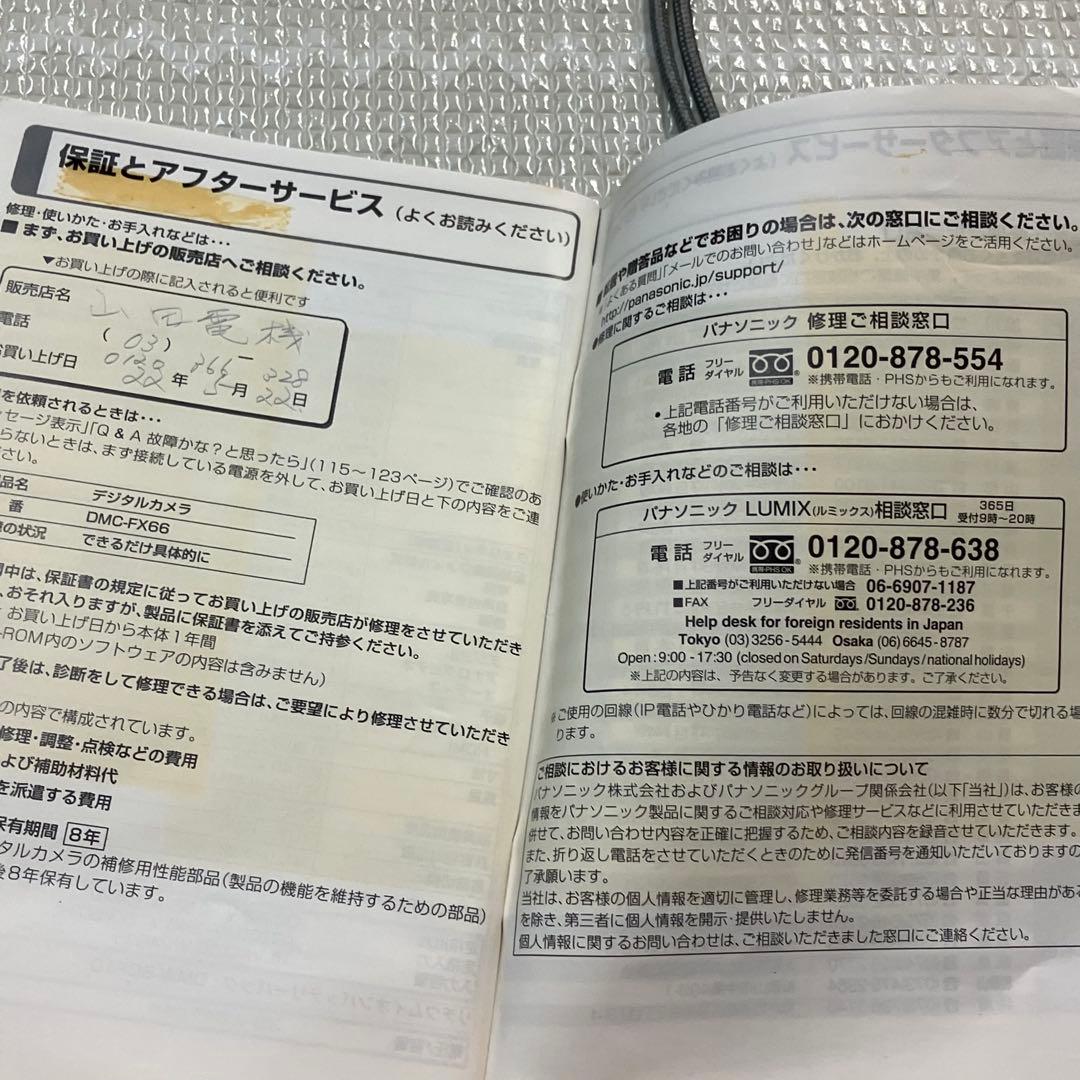 保証とアフターサービス (よくお読みください)
修理・使いかた・お手入れなどは・・・
■ まず、お買い上げの販売店へご相談ください。
▼お買い上げの際に記入されると便利です
販売店名 山田電機
電話 (03) –
お買い上げ日 0120 366 328
22年 5月 22日
を依頼されるときは・・・
ッセージ表示」「Q & A 故障かな？と思ったら」(115～123ページ)でご確認のあ
らないときは、まず接続している電源を外して、お買い上げ日と下の内容をご連
ださい。
品名 デジタルカメラ
番 DMC-FX66
の状況 できるだけ具体的に
間中は、保証書の規定に従ってお買い上げの販売店が修理をさせていただき
、おそれ入りますが、製品に保証書を添えてご持参ください。
： お買い上げ日から本体1年間
-ROM内のソフトウェアの内容は含みません)
了後は、診断をして修理できる場合は、ご要望により修理させていただき
の内容で構成されています。
修理・調整・点検などの費用
および補助材料代
を派遣する費用
保有期間 8年
タルカメラの補修用性能部品(製品の機能を維持するための部品)
後8年保有しています。
や贈答品などでお困りの場合は、次の窓口にご相談ください。
「よくある質問」「メールでのお問い合わせ」などはホームページをご活用ください。
http://panasonic.jp/support/
●修理に関するご相談は・・・
パナソニック 修理ご相談窓口
電話 フリーダイヤル 携帯・PHS OK 0120-878-554
※携帯電話・PHSからもご利用になれます。
・上記電話番号がご利用いただけない場合は、
各地の「修理ご相談窓口」におかけください。
●使いかた・お手入れなどのご相談は・・・
パナソニック LUMIX(ルミックス)相談窓口 365日 受付9時～20時
電話 フリーダイヤル 携帯・PHS OK 0120-878-638
※携帯電話・PHSからもご利用になれます。
■上記番号がご利用いただけない場合 06-6907-1187
■FAX フリーダイヤル 0120-878-236
Help desk for foreign residents in Japan
Tokyo (03) 3256-5444 Osaka (06) 6645-8787
Open : 9:00 - 17:30 (closed on Saturdays /Sundays / national holidays)
※上記の内容は、予告なく変更する場合があります。ご了承ください。
※ご使用の回線(IP電話やひかり電話など)によっては、回線の混雑時に数分で切れる場
ります。
ご相談におけるお客様に関する情報のお取り扱いについて
パナソニック株式会社およびパナソニックグループ関係会社(以下「当社」)は、お客様の
情報をパナソニック製品に関するご相談対応や修理サービスなどに利用させていただきま
併せて、お問い合わせ内容を正確に把握するため、ご相談内容を録音させていただきます。
また、折り返し電話をさせていただくときのために発信番号を通知いただいておりますの
了承願います。
当社は、お客様の個人情報を適切に管理し、修理業務等を委託する場合や正当な理由がある
を除き、第三者に個人情報を開示・提供いたしません。
個人情報に関するお問い合わせは、ご相談いただきました窓口にご連絡ください。